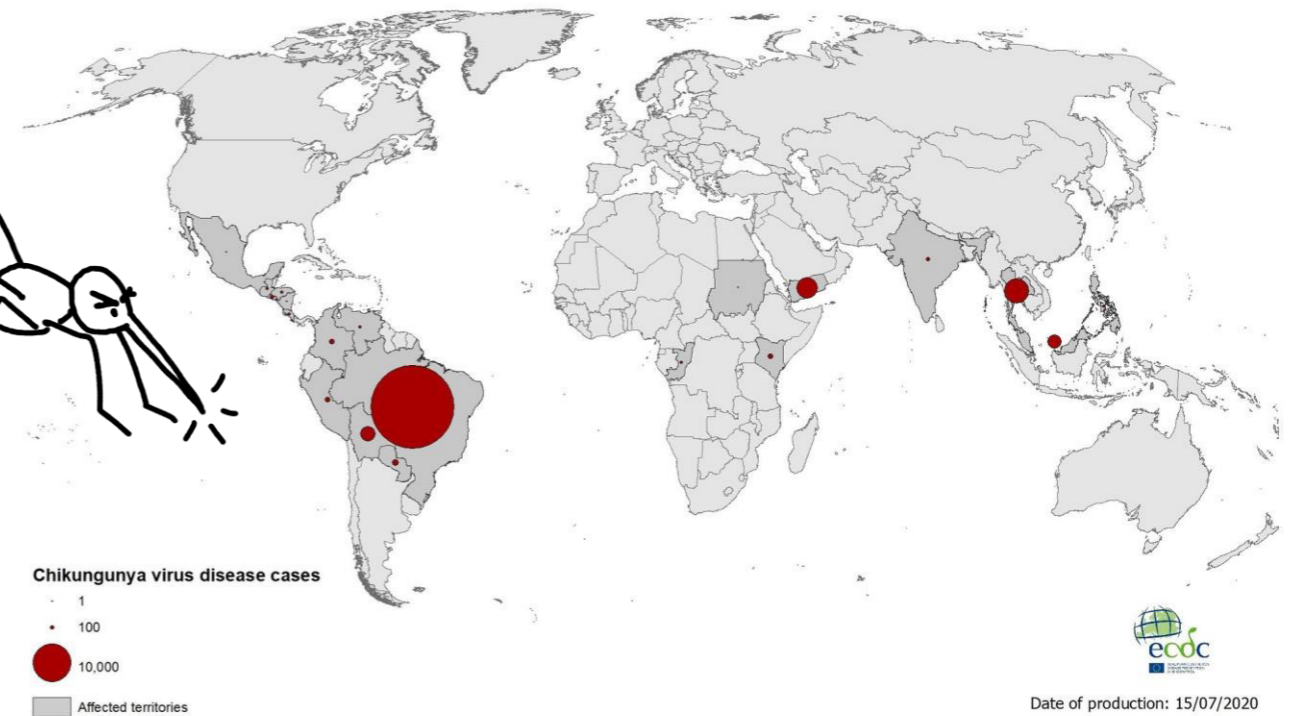 Chikungunya virus disease cases
1
100
10,000
Affected territories
ecdc
Date of production: 15/07/2020